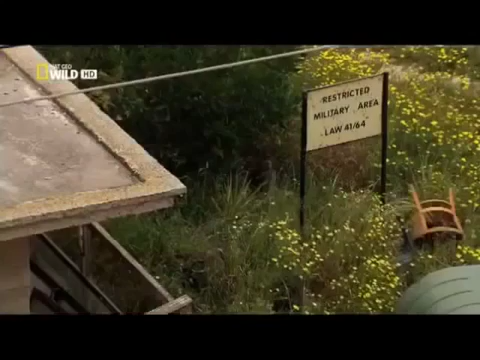 NAT GEO
WILD HD
RESTRICTED
MILITARY AREA
LAW 41/64